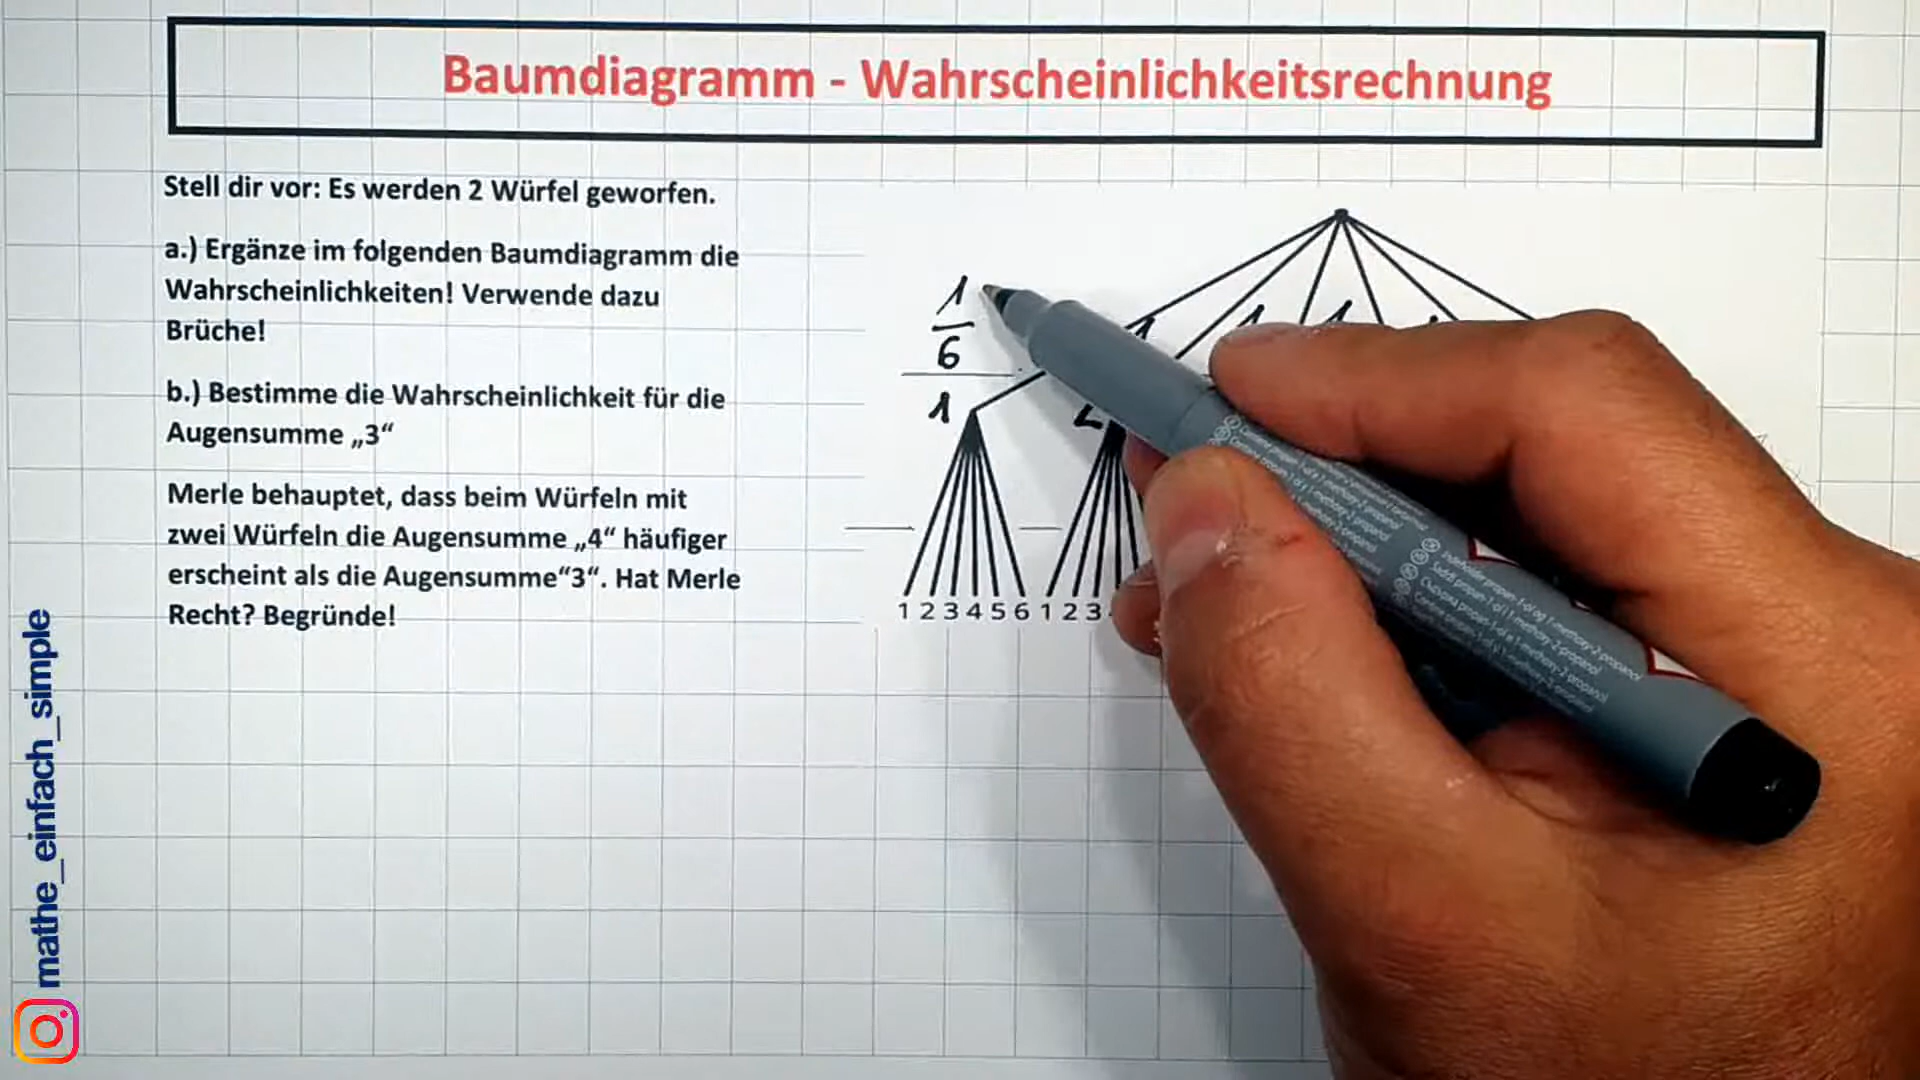 Baumdiagramm - Wahrscheinlichkeitsrechnung
Stell dir vor: Es werden 2 Würfel geworfen.
a.) Ergänze im folgenden Baumdiagramm die
Wahrscheinlichkeiten! Verwende dazu
Brüche!
b.) Bestimme die Wahrscheinlichkeit für die
Augensumme „3“
Merle behauptet, dass beim Würfeln mit
zwei Würfeln die Augensumme „4“ häufiger
erscheint als die Augensumme“3“. Hat Merle
Recht? Begründe!
1
6
1
1 2 3 4 5 6 1 2 3
mathe_einfach_simple